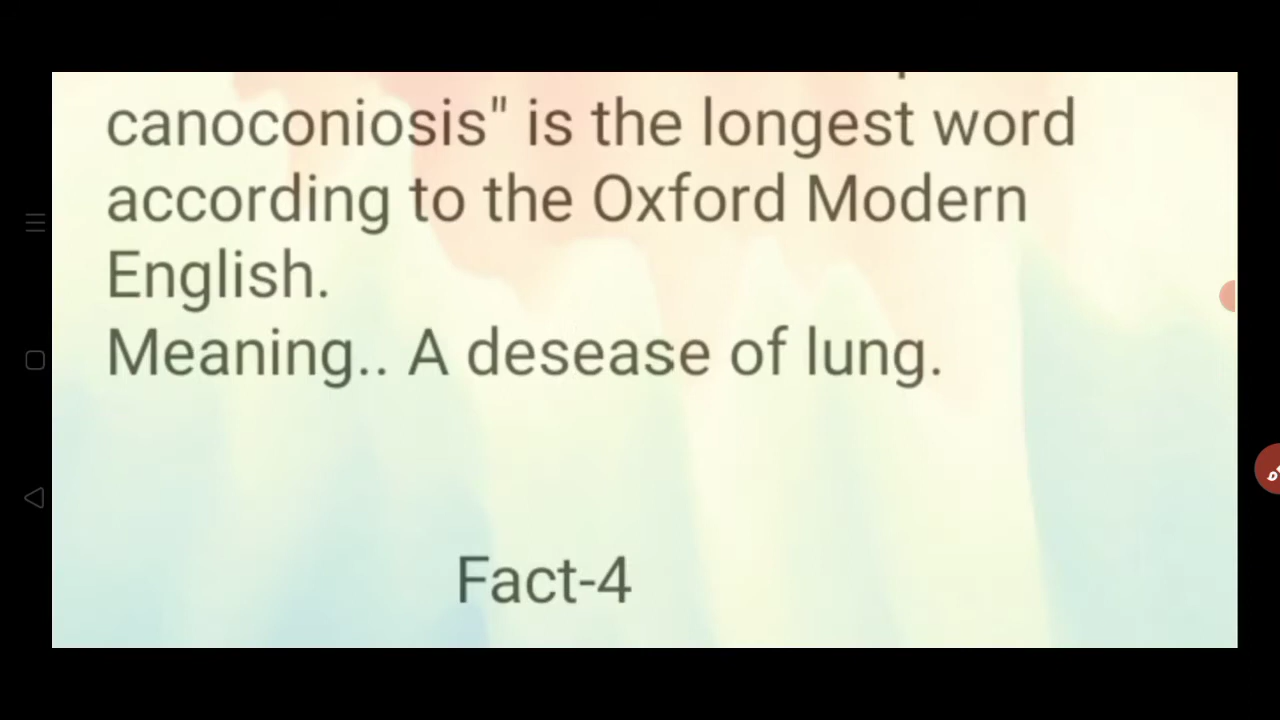 canoconiosis" is the longest word
according to the Oxford Modern
English.
Meaning.. A desease of lung.
Fact-4